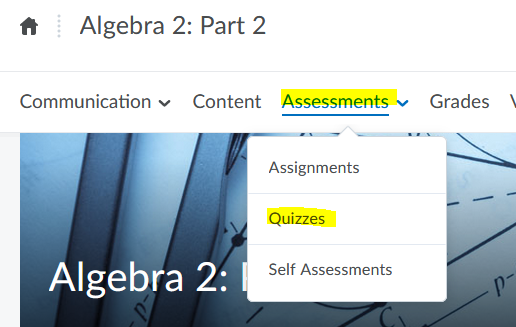 Algebra 2: Part 2
Communication Content Assessments Grades
Assignments
Quizzes
Self Assessments
Algebra 2:
p-